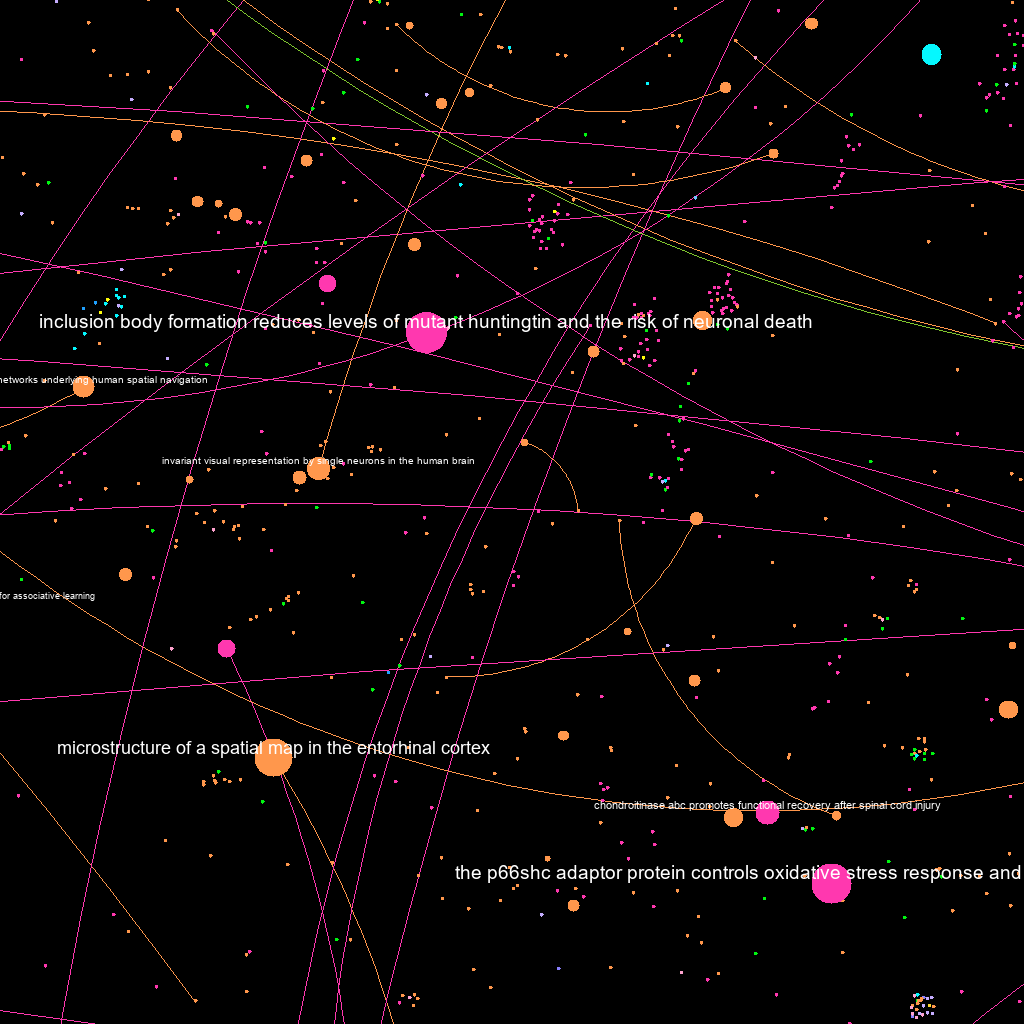 inclusion body formation reduces levels of mutant huntingtin and the risk of neuronal death
networks underlying human spatial navigation
invariant visual representation by single neurons in the human brain
for associative learning
microstructure of a spatial map in the entorhinal cortex
chondroitinase abc promotes functional recovery after spinal cord injury
the p66shc adaptor protein controls oxidative stress response and